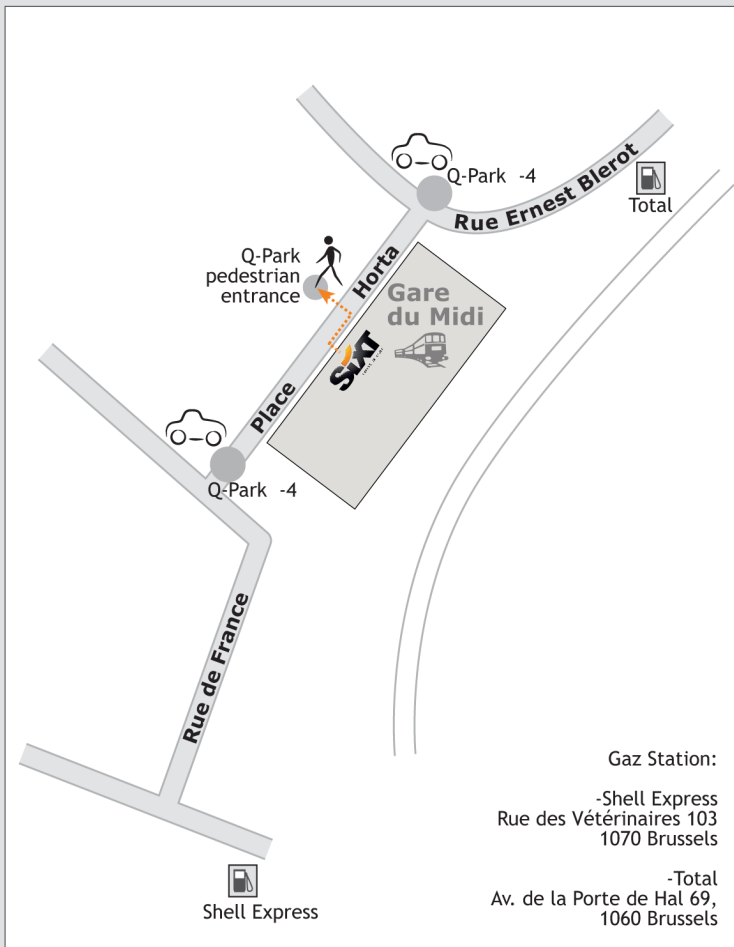 Q-Park -4
Rue Ernest Blerot
Total
Q-Park
pedestrian
entrance
Place Horta
Gare
du Midi
SIXT
rent a car
Q-Park -4
Rue de France
Shell Express
Gaz Station:
-Shell Express
Rue des Vétérinaires 103
1070 Brussels
-Total
Av. de la Porte de Hal 69,
1060 Brussels